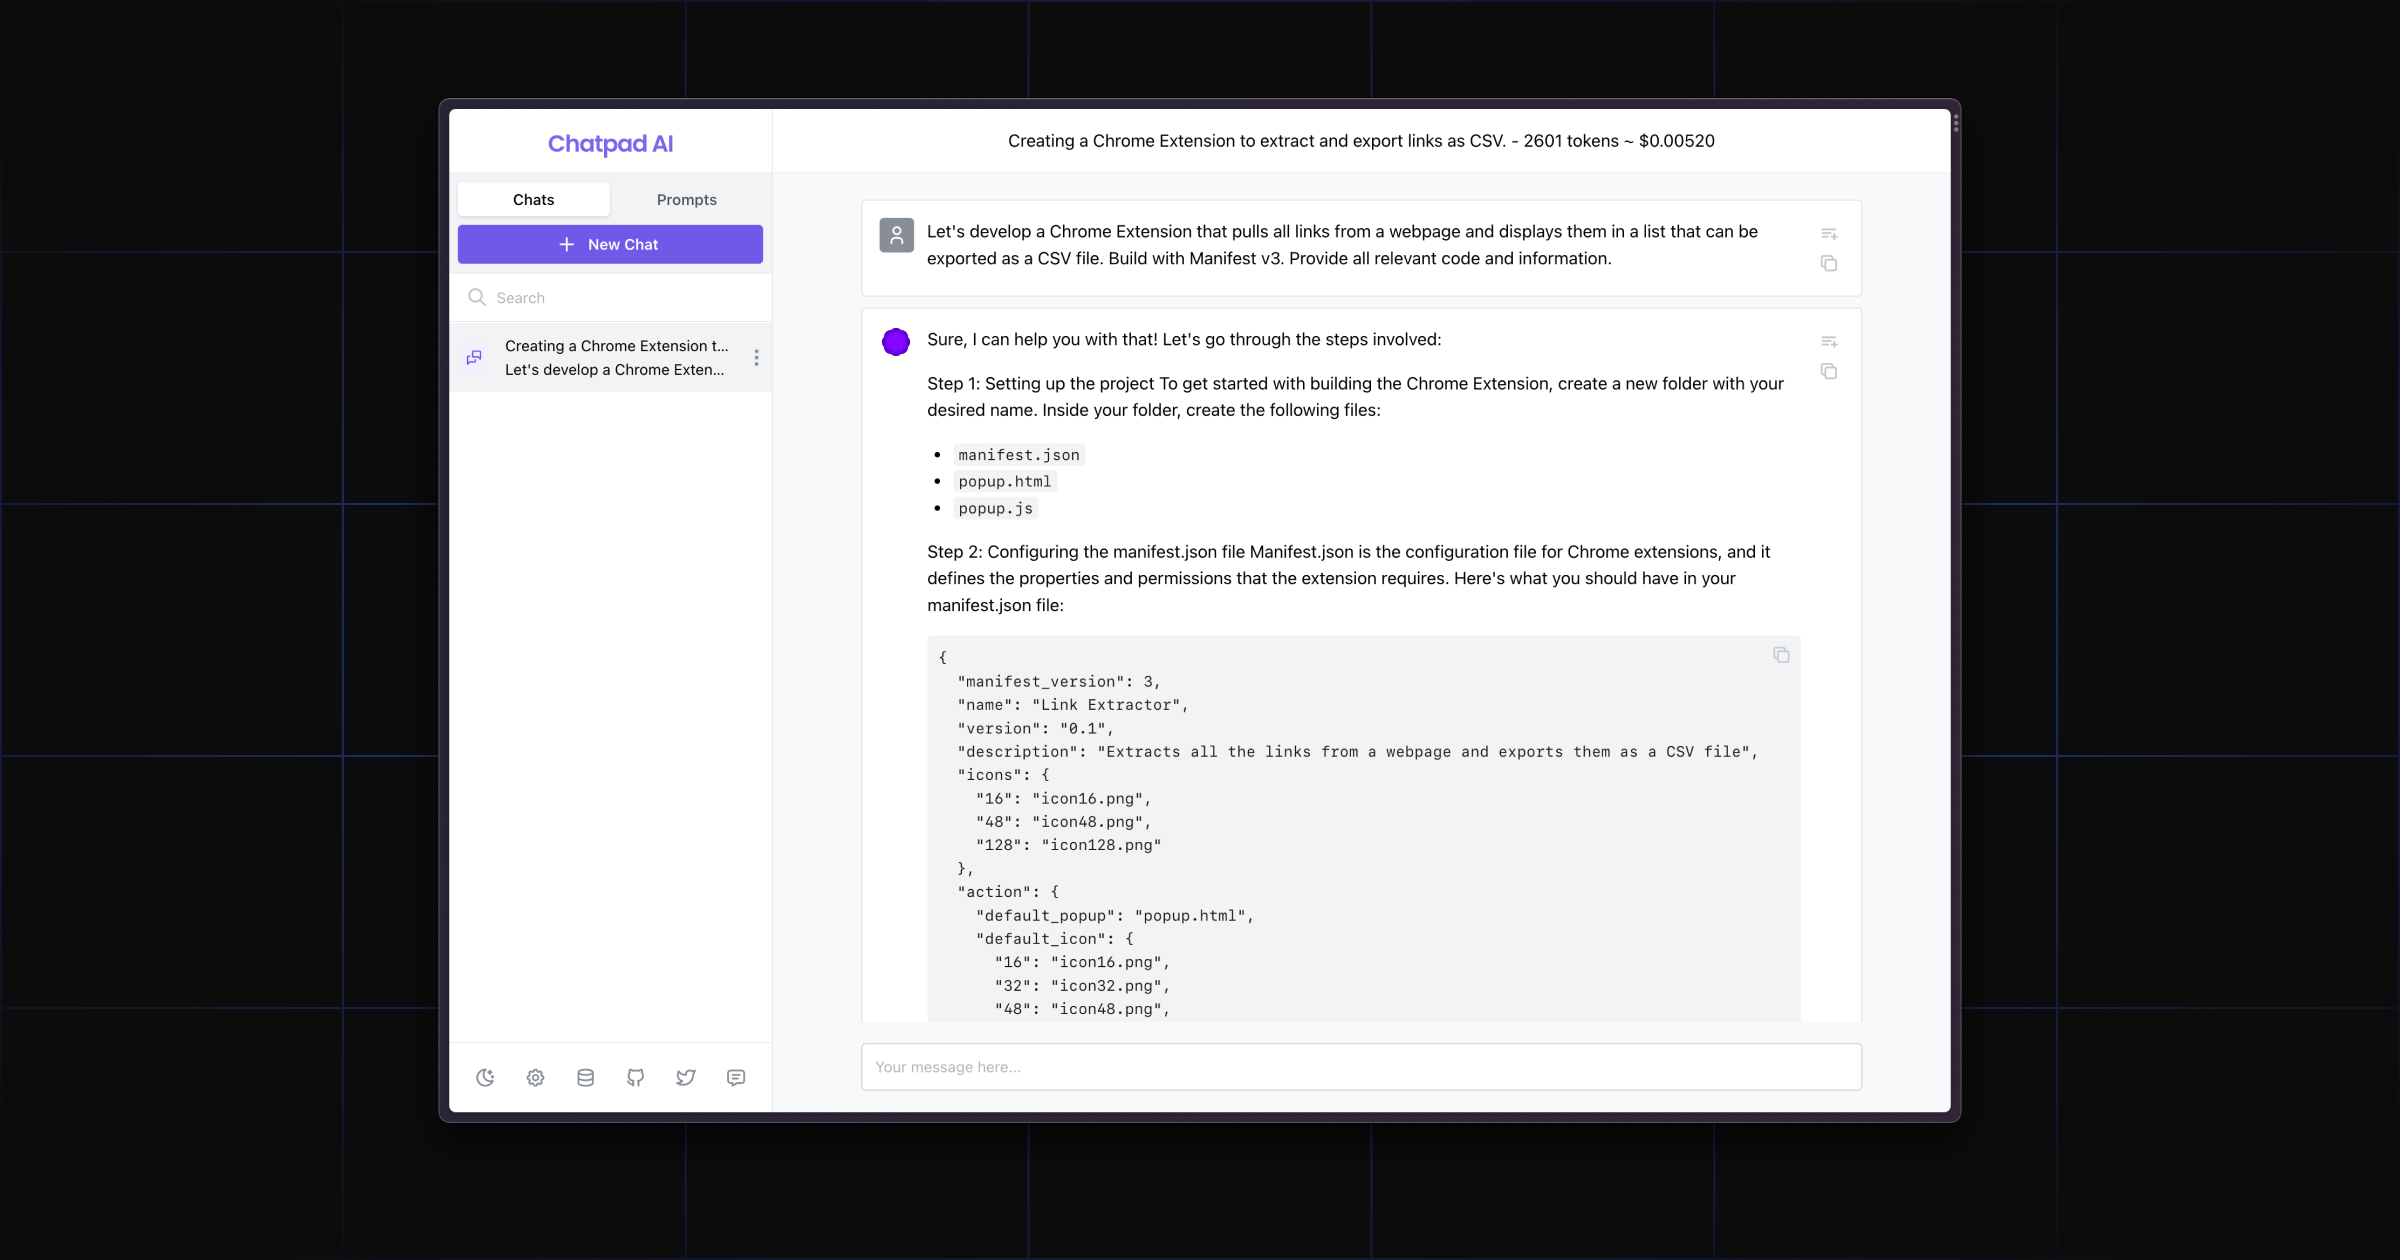 Chatpad AI
Chats
Prompts
New Chat
Search
Creating a Chrome Extension t...
Let's develop a Chrome Exten...
Creating a Chrome Extension to extract and export links as CSV. - 2601 tokens ~ $0.00520
Let's develop a Chrome Extension that pulls all links from a webpage and displays them in a list that can be
exported as a CSV file. Build with Manifest v3. Provide all relevant code and information.
Sure, I can help you with that! Let's go through the steps involved:
Step 1: Setting up the project To get started with building the Chrome Extension, create a new folder with your
desired name. Inside your folder, create the following files:
• manifest.json
• popup.html
• popup.js
Step 2: Configuring the manifest.json file Manifest.json is the configuration file for Chrome extensions, and it
defines the properties and permissions that the extension requires. Here's what you should have in your
manifest.json file:
{
  "manifest_version": 3,
  "name": "Link Extractor",
  "version": "0.1",
  "description": "Extracts all the links from a webpage and exports them as a CSV file",
  "icons": {
    "16": "icon16.png",
    "48": "icon48.png",
    "128": "icon128.png"
  },
  "action": {
    "default_popup": "popup.html",
    "default_icon": {
      "16": "icon16.png",
      "32": "icon32.png",
      "48": "icon48.png",
Your message here...